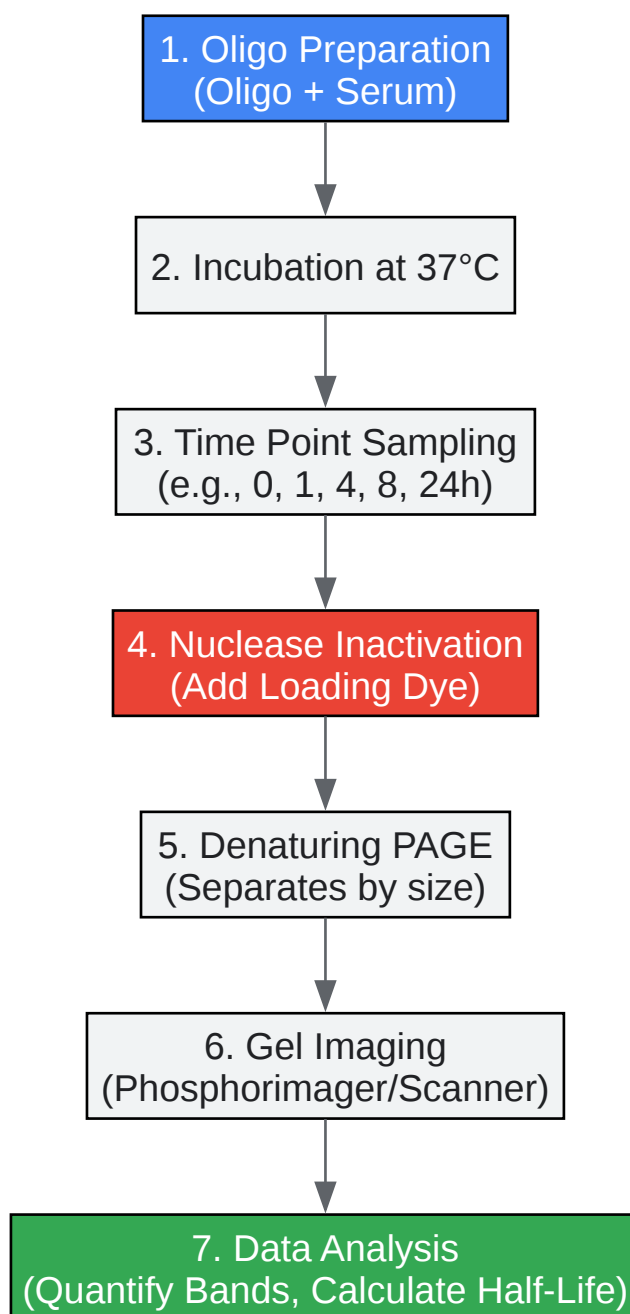 1. Oligo Preparation
(Oligo + Serum)
2. Incubation at 37°C
3. Time Point Sampling
(e.g., 0, 1, 4, 8, 24h)
4. Nuclease Inactivation
(Add Loading Dye)
5. Denaturing PAGE
(Separates by size)
6. Gel Imaging
(Phosphorimager/Scanner)
7. Data Analysis
(Quantify Bands, Calculate Half-Life)